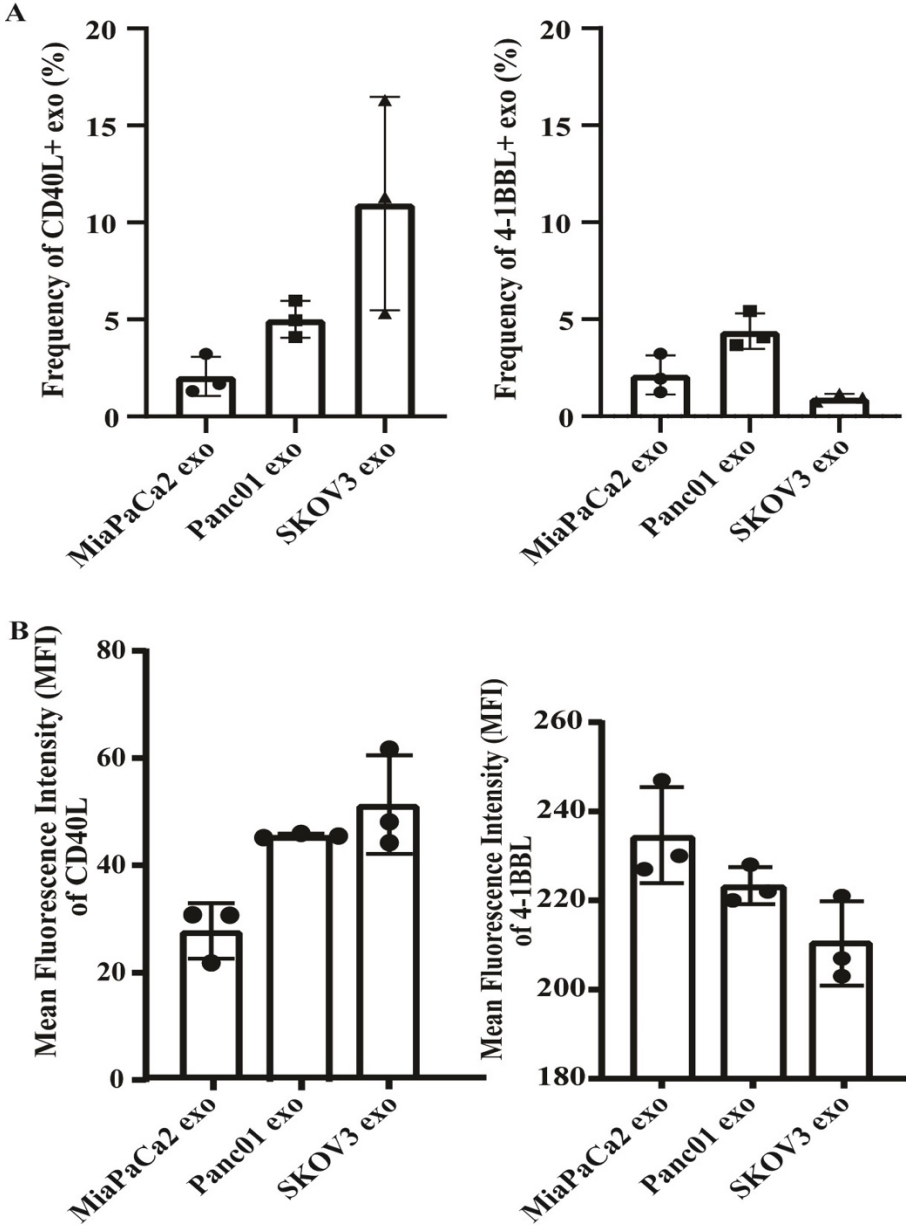 A
Frequency of CD40L+ exo (%)
20
15
10
5
0
MiaPaCa2 exo
Panc01 exo
SKOV3 exo
Frequency of 4-1BBL+ exo (%)
20
15
10
5
0
MiaPaCa2 exo
Panc01 exo
SKOV3 exo
B
Mean Fluorescence Intensity (MFI)
of CD40L
80
60
40
20
0
MiaPaCa2 exo
Panc01 exo
SKOV3 exo
Mean Fluorescence Intensity (MFI)
of 4-1BBL
260
240
220
200
180
MiaPaCa2 exo
Panc01 exo
SKOV3 exo